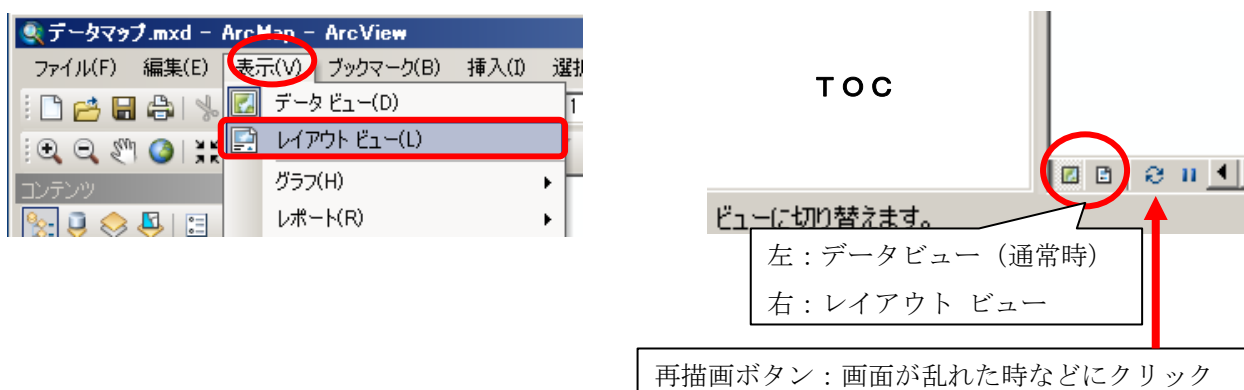 データマップ.mxd - ArcMap - ArcView
ファイル(F) 編集(E) 表示(V) ブックマーク(B) 挿入(I) 選択
データ ビュー(D)
1
レイアウト ビュー(L)
コンテンツ
グラフ(H)
レポート(R)
TOC
ビューに切り替えます。
左：データビュー（通常時）
右：レイアウト ビュー
再描画ボタン：画面が乱れた時などにクリック